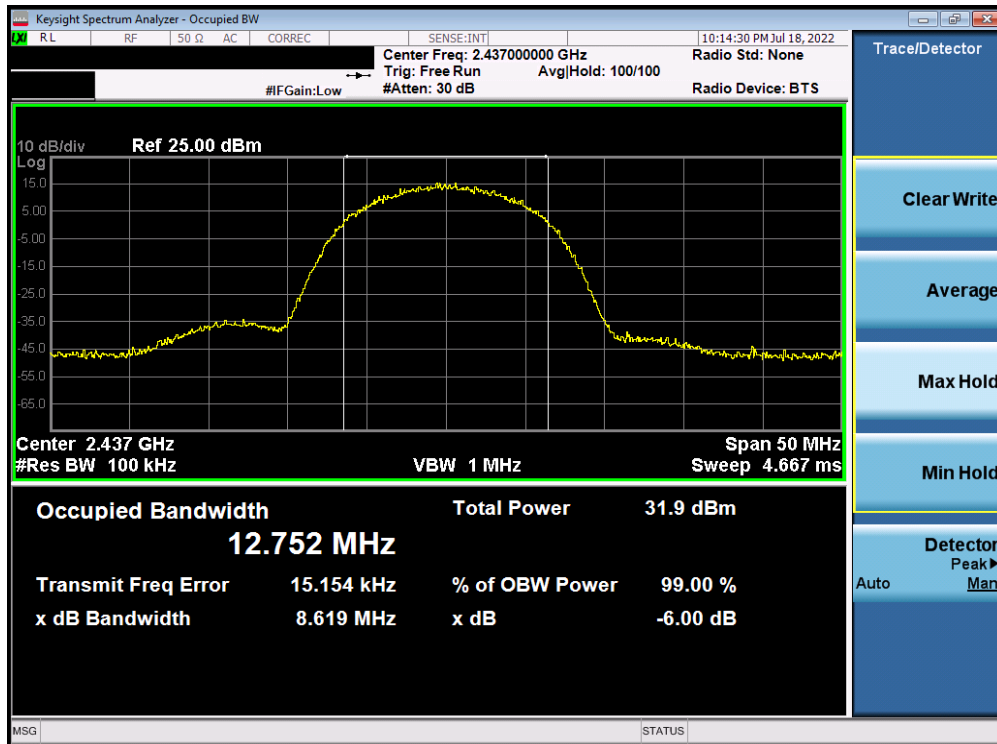 Keysight Spectrum Analyzer - Occupied BW
LXI RL RF 50 Ω AC CORREC SENSE:INT 10:14:30 PM Jul 18, 2022
Center Freq: 2.437000000 GHz Radio Std: None
Trig: Free Run Avg|Hold: 100/100
#IFGain:Low #Atten: 30 dB Radio Device: BTS
Trace/Detector
10 dB/div Ref 25.00 dBm
Log
15.0
5.00
-5.00
-15.0
-25.0
-35.0
-45.0
-55.0
-65.0
Center 2.437 GHz Span 50 MHz
#Res BW 100 kHz VBW 1 MHz Sweep 4.667 ms
Occupied Bandwidth Total Power 31.9 dBm
12.752 MHz
Transmit Freq Error 15.154 kHz % of OBW Power 99.00 %
x dB Bandwidth 8.619 MHz x dB -6.00 dB
Clear Write
Average
Max Hold
Min Hold
Detector
Peak▶
Auto Man
MSG STATUS